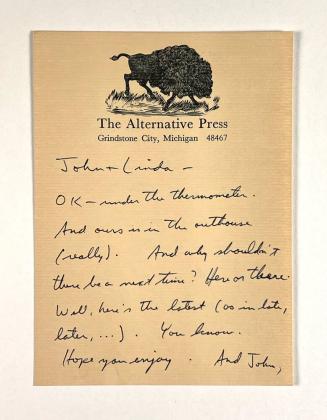 The Alternative Press
Grindstone City, Michigan 48467
John + Linda —
OK — under the thermometer.
And ours is in the outhouse
(really). And why shouldn't
there be a next time? Here or there.
Well, here's the latest (as in late,
later, ...). You know.
Hope you enjoy. And John,